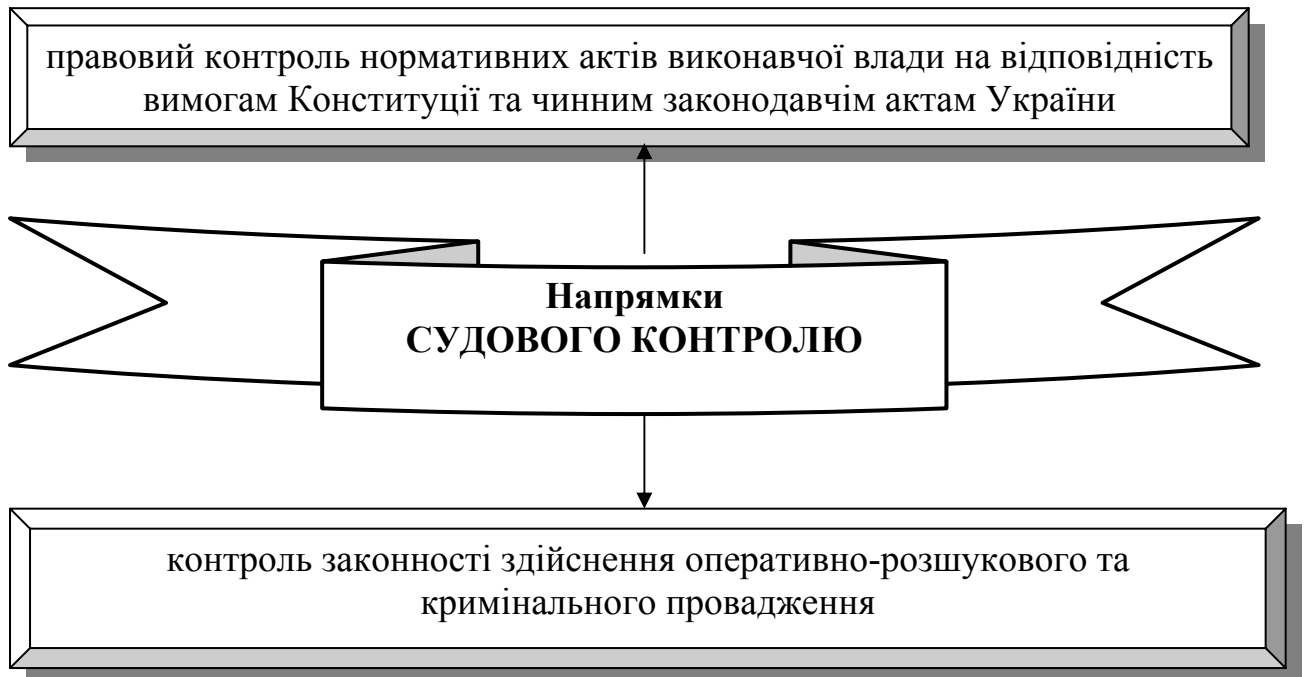 правовий контроль нормативних актів виконавчої влади на відповідність
вимогам Конституції та чинним законодавчім актам України
Напрямки
СУДОВОГО КОНТРОЛЮ
контроль законності здійснення оперативно-розшукового та
кримінального провадження